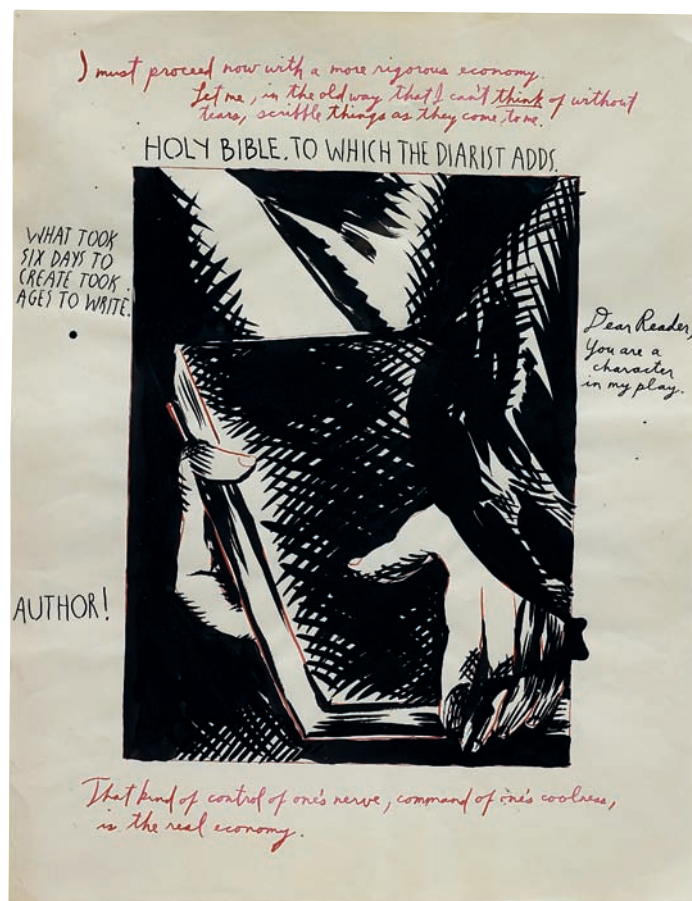 I must proceed now with a more rigorous economy.
Let me, in the old way that I can't think of without
tears, scribble things as they come to me.
HOLY BIBLE. TO WHICH THE DIARIST ADDS.
WHAT TOOK
SIX DAYS TO
CREATE TOOK
AGES TO WRITE.
Dear Reader,
You are a
character
in my play.
AUTHOR!
That kind of control of one's nerve, command of one's coolness,
is the real economy.